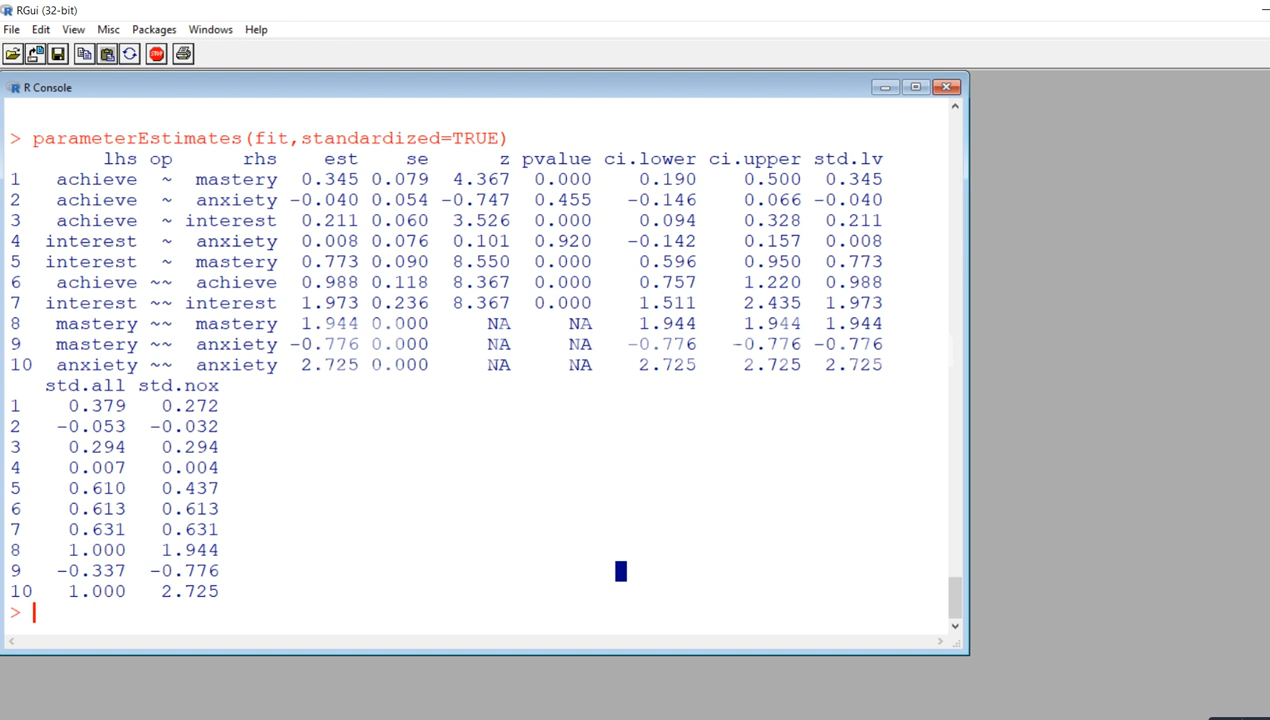 RGui (32-bit)
File Edit View Misc Packages Windows Help
STOP
R Console
> parameterEstimates(fit,standardized=TRUE)
lhs op rhs est se z pvalue ci.lower ci.upper std.lv
1 achieve ~ mastery 0.345 0.079 4.367 0.000 0.190 0.500 0.345
2 achieve ~ anxiety -0.040 0.054 -0.747 0.455 -0.146 0.066 -0.040
3 achieve ~ interest 0.211 0.060 3.526 0.000 0.094 0.328 0.211
4 interest ~ anxiety 0.008 0.076 0.101 0.920 -0.142 0.157 0.008
5 interest ~ mastery 0.773 0.090 8.550 0.000 0.596 0.950 0.773
6 achieve ~~ achieve 0.988 0.118 8.367 0.000 0.757 1.220 0.988
7 interest ~~ interest 1.973 0.236 8.367 0.000 1.511 2.435 1.973
8 mastery ~~ mastery 1.944 0.000 NA NA 1.944 1.944 1.944
9 mastery ~~ anxiety -0.776 0.000 NA NA -0.776 -0.776 -0.776
10 anxiety ~~ anxiety 2.725 0.000 NA NA 2.725 2.725 2.725
std.all std.nox
1 0.379 0.272
2 -0.053 -0.032
3 0.294 0.294
4 0.007 0.004
5 0.610 0.437
6 0.613 0.613
7 0.631 0.631
8 1.000 1.944
9 -0.337 -0.776
10 1.000 2.725
>